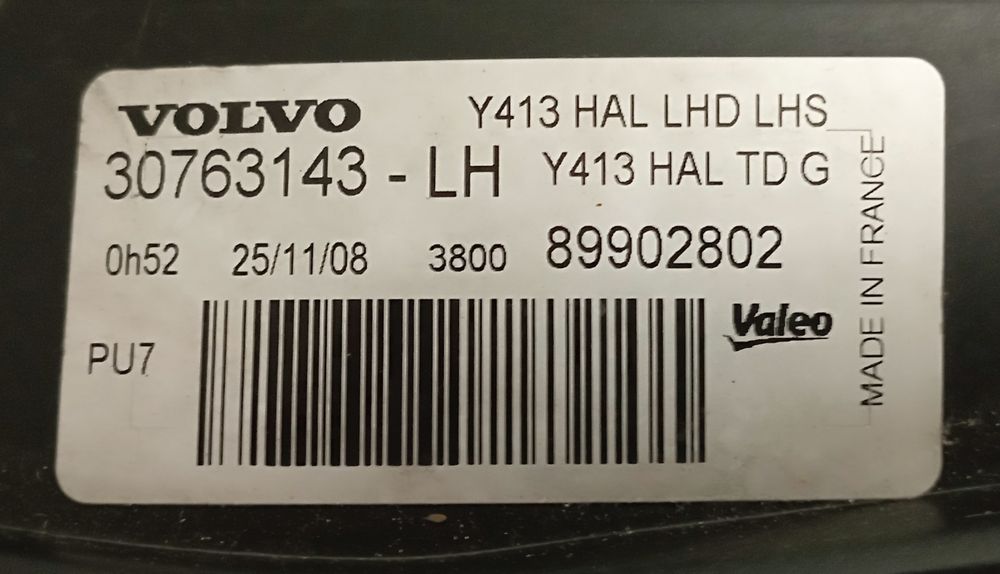 VOLVO Y413 HAL LHD LHS
30763143 - LH Y413 HAL TD G
0h52 25/11/08 3800 89902802
PU7
Valeo
MADE IN FRANCE